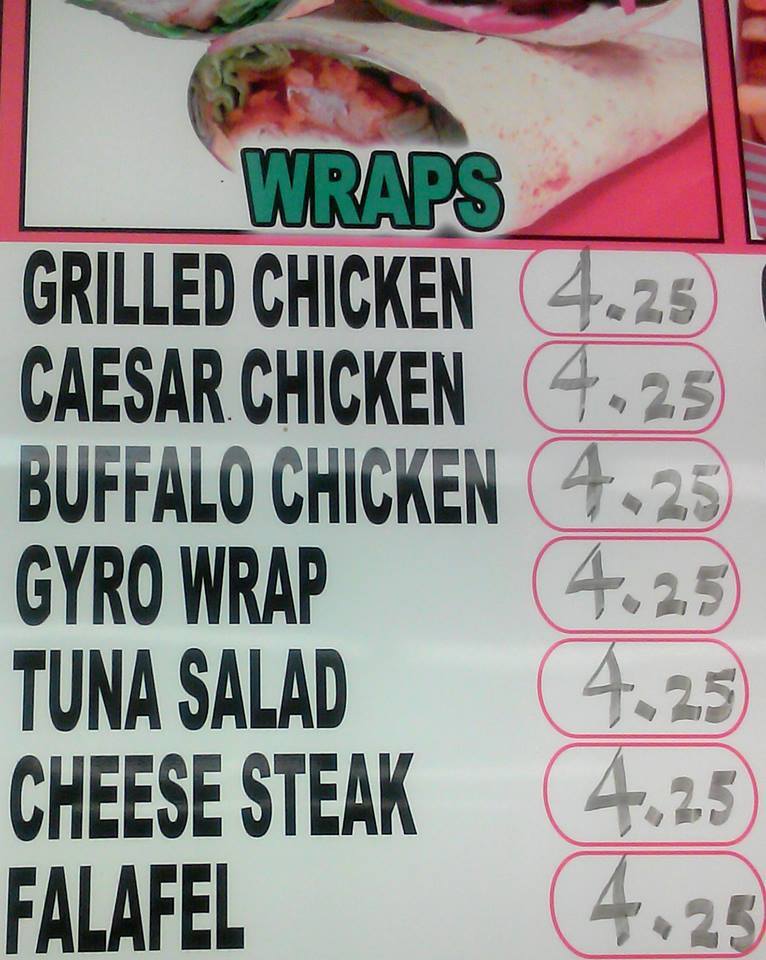 WRAPS
GRILLED CHICKEN 4.25
CAESAR CHICKEN 4.25
BUFFALO CHICKEN 4.25
GYRO WRAP 4.25
TUNA SALAD 4.25
CHEESE STEAK 4.25
FALAFEL 4.25